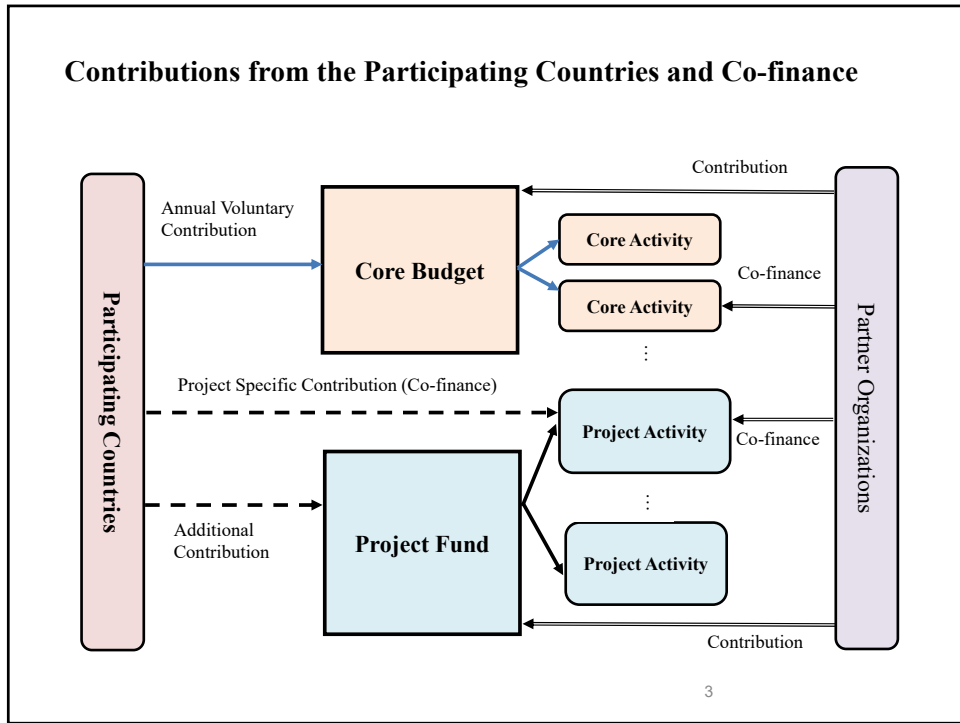 Contributions from the Participating Countries and Co-finance
Participating Countries
Annual Voluntary
Contribution
Core Budget
Contribution
Core Activity
Co-finance
Core Activity
⋮
Partner Organizations
Project Specific Contribution (Co-finance)
Project Activity
Co-finance
⋮
Additional
Contribution
Project Fund
Project Activity
Contribution
3